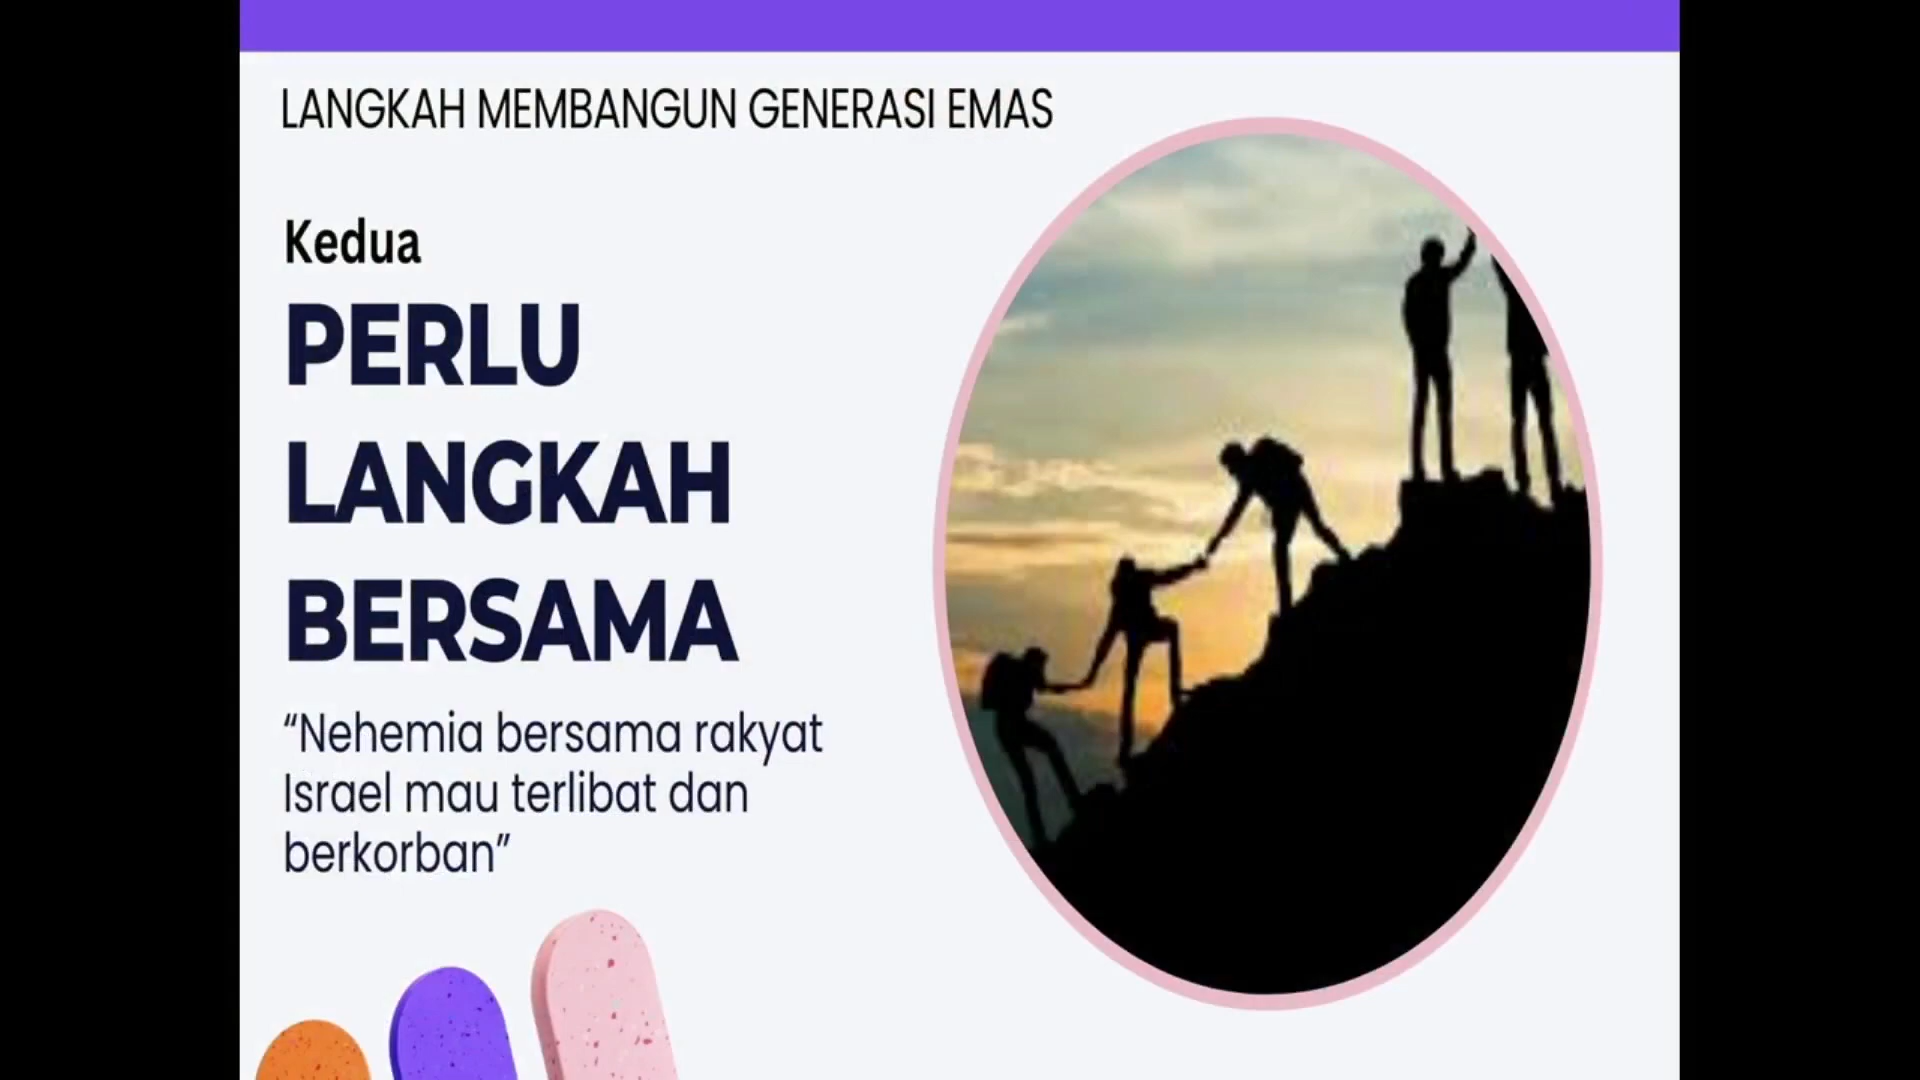 LANGKAH MEMBANGUN GENERASI EMAS
Kedua
PERLU
LANGKAH
BERSAMA
“Nehemia bersama rakyat
Israel mau terlibat dan
berkorban”